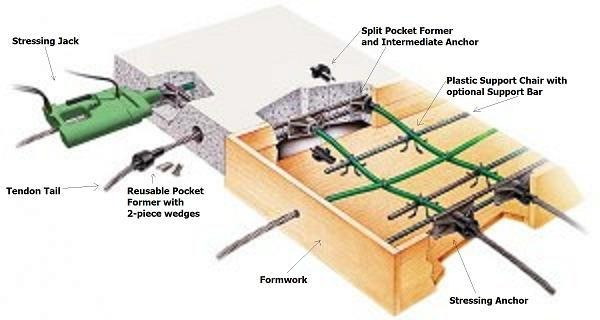 Stressing Jack
Split Pocket Former
and Intermediate Anchor
Plastic Support Chair with
optional Support Bar
Tendon Tail
Reusable Pocket
Former with
2-piece wedges
Formwork
Stressing Anchor